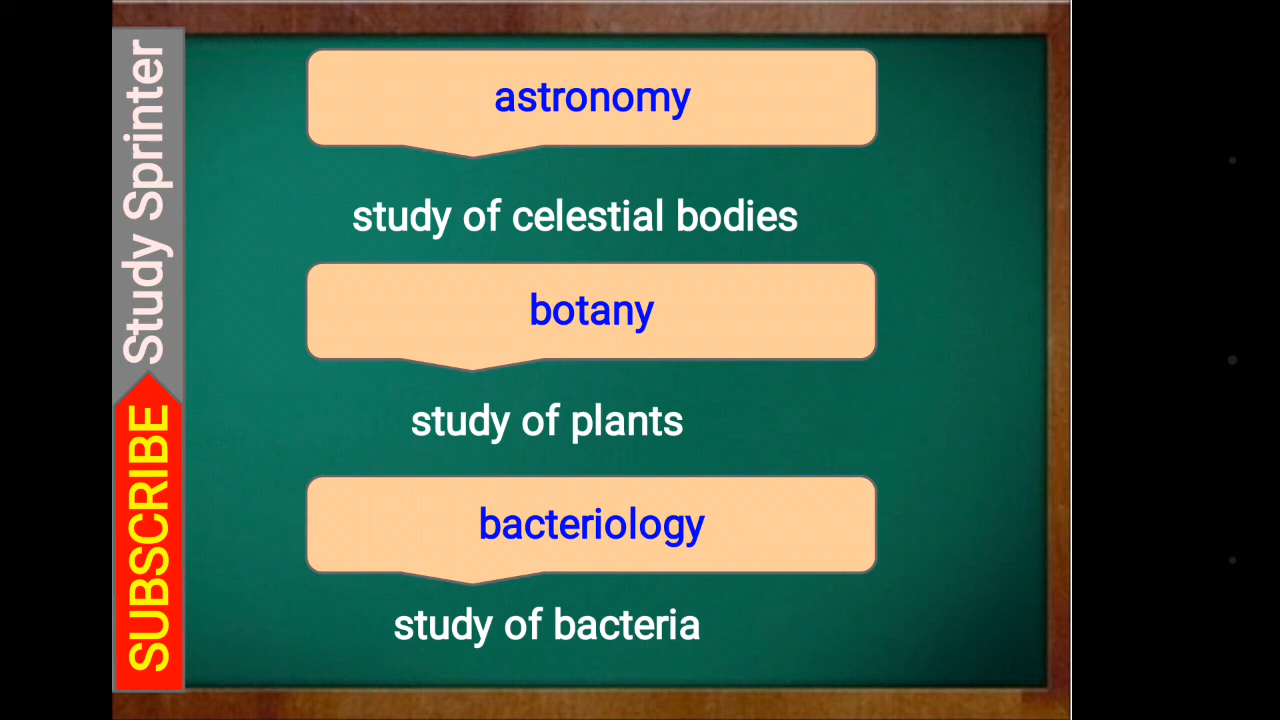 astronomy
study of celestial bodies
botany
study of plants
bacteriology
study of bacteria
Study Sprinter
SUBSCRIBE